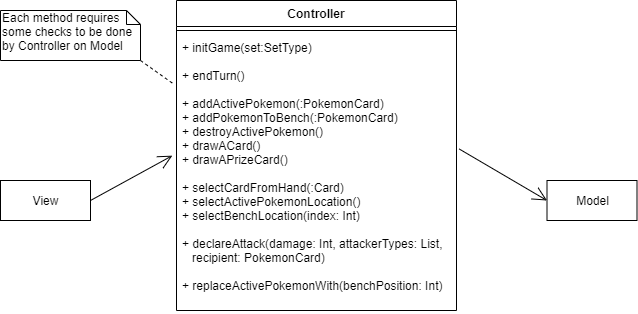 Each method requires
some checks to be done
by Controller on Model
Controller
+ initGame(set:SetType)
+ endTurn()
+ addActivePokemon(:PokemonCard)
+ addPokemonToBench(:PokemonCard)
+ destroyActivePokemon()
+ drawACard()
+ drawAPrizeCard()
+ selectCardFromHand(:Card)
+ selectActivePokemonLocation()
+ selectBenchLocation(index: Int)
+ declareAttack(damage: Int, attackerTypes: List,
recipient: PokemonCard)
+ replaceActivePokemonWith(benchPosition: Int)
View
Model